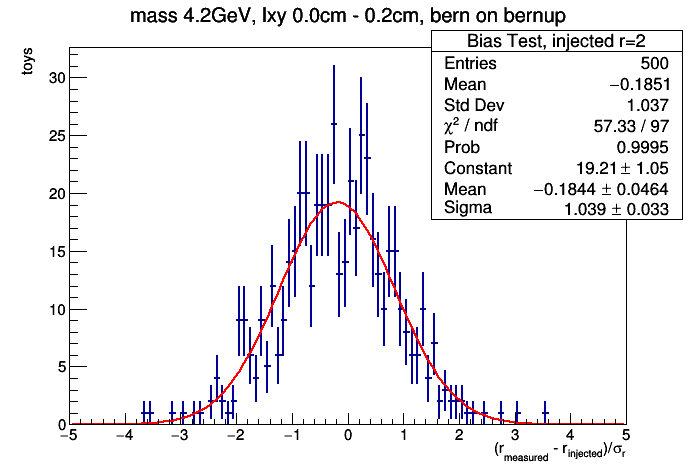 mass 4.2GeV, lxy 0.0cm - 0.2cm, bern on bernup
Bias Test, injected r=2
Entries 500
Mean −0.1851
Std Dev 1.037
χ² / ndf 57.33 / 97
Prob 0.9995
Constant 19.21 ± 1.05
Mean −0.1844 ± 0.0464
Sigma 1.039 ± 0.033
toys
30
25
20
15
10
5
0
−5 −4 −3 −2 −1 0 1 2 3 4 5
(r_measured - r_injected)/σ_r